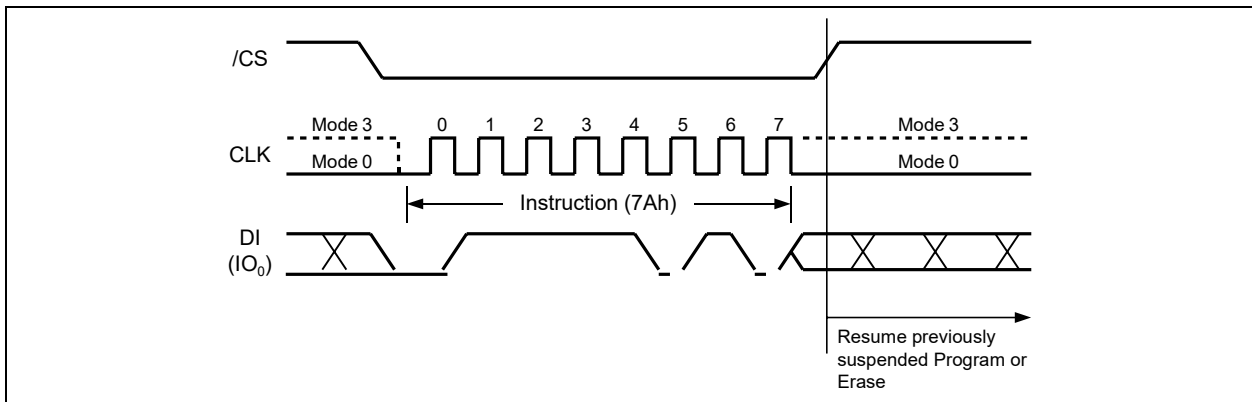 /CS
Mode 3
0 1 2 3 4 5 6 7
Mode 3
CLK
Mode 0
Mode 0
Instruction (7Ah)
DI
(IO₀)
Resume previously
suspended Program or
Erase